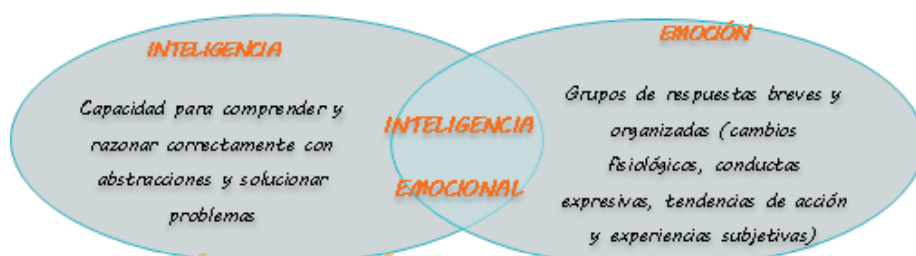 INTELIGENCIA
Capacidad para comprender y
razonar correctamente con
abstracciones y solucionar
problemas
INTELIGENCIA
EMOCIONAL
EMOCIÓN
Grupos de respuestas breves y
organizadas (cambios
fisiológicos, conductas
expresivas, tendencias de acción
y experiencias subjetivas)